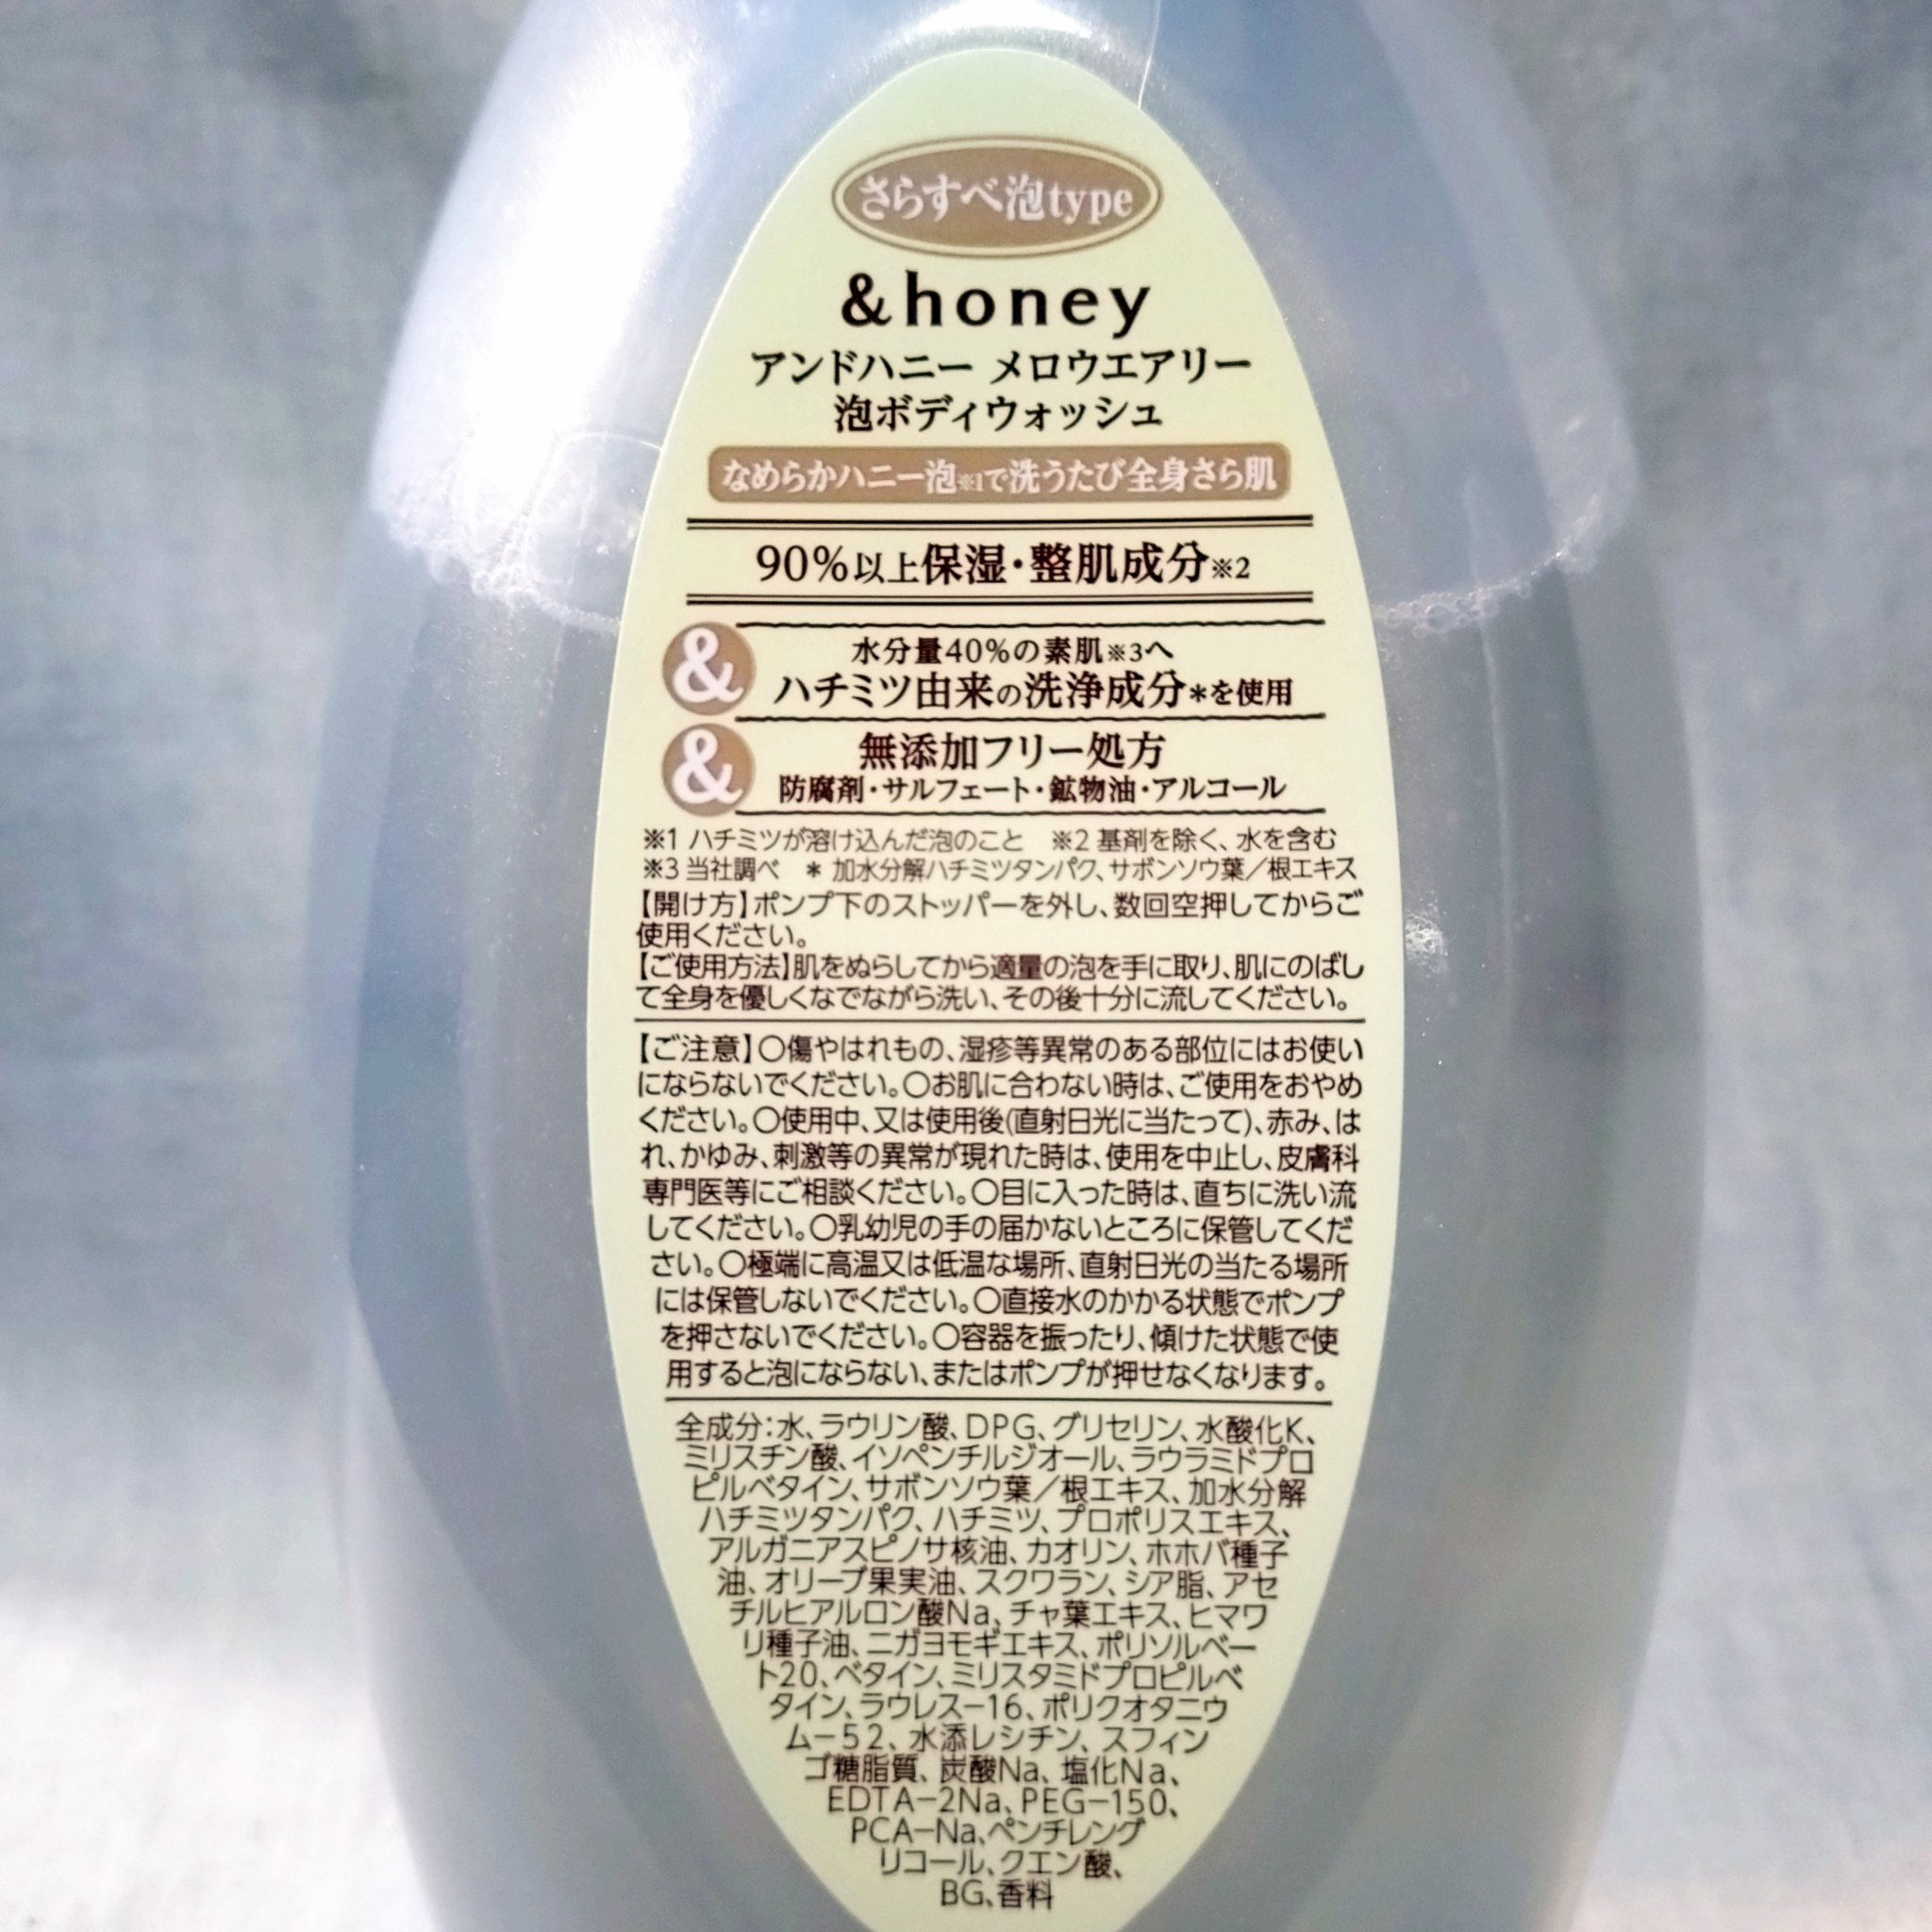 さらすべ泡type
&honey
アンドハニー メロウエアリー
泡ボディウォッシュ
なめらかハニー泡※1で洗うたび全身さら肌
90%以上保湿・整肌成分※2
&
水分量40%の素肌※3へ
ハチミツ由来の洗浄成分*を使用
&
無添加フリー処方
防腐剤・サルフェート・鉱物油・アルコール
※1 ハチミツが溶け込んだ泡のこと ※2 基剤を除く、水を含む
※3 当社調べ * 加水分解ハチミツタンパク、サボンソウ葉/根エキス
【開け方】ポンプ下のストッパーを外し、数回空押してからご
使用ください。
【ご使用方法】肌をぬらしてから適量の泡を手に取り、肌にのばし
て全身を優しくなでながら洗い、その後十分に流してください。
【ご注意】○傷やはれもの、湿疹等異常のある部位にはお使い
にならないでください。○お肌に合わない時は、ご使用をおやめ
ください。○使用中、又は使用後(直射日光に当たって)、赤み、は
れ、かゆみ、刺激等の異常が現れた時は、使用を中止し、皮膚科
専門医等にご相談ください。○目に入った時は、直ちに洗い流
してください。○乳幼児の手の届かないところに保管してくだ
さい。○極端に高温又は低温な場所、直射日光の当たる場所
には保管しないでください。○直接水のかかる状態でポンプ
を押さないでください。○容器を振ったり、傾けた状態で使
用すると泡にならない、またはポンプが押せなくなります。
全成分:水、ラウリン酸、DPG、グリセリン、水酸化K、
ミリスチン酸、イソペンチルジオール、ラウラミドプロ
ピルベタイン、サボンソウ葉/根エキス、加水分解
ハチミツタンパク、ハチミツ、プロポリスエキス、
アルガニアスピノサ核油、カオリン、ホホバ種子
油、オリーブ果実油、スクワラン、シア脂、アセ
チルヒアルロン酸Na、チャ葉エキス、ヒマワ
リ種子油、ニガヨモギエキス、ポリソルベー
ト20、ベタイン、ミリスタミドプロピルベ
タイン、ラウレス-16、ポリクオタニウ
ム-52、水添レシチン、スフィン
ゴ糖脂質、炭酸Na、塩化Na、
EDTA-2Na、PEG-150、
PCA-Na、ペンチレング
リコール、クエン酸、
BG、香料